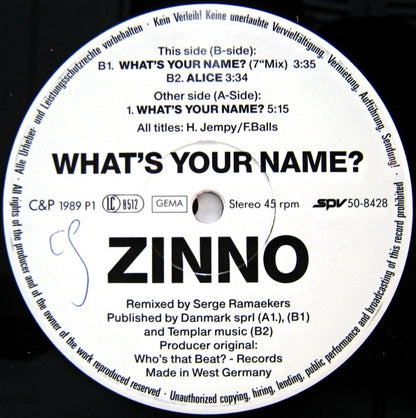 · Alle Urheber- und Leistungsschutzrechte vorbehalten · Kein Verleih! Keine unerlaubte Vervielfältigung, Vermietung, Aufführung, Sendung!
This side (B-side):
B1. WHAT'S YOUR NAME? (7"Mix) 3:35
B2. ALICE 3:34
Other side (A-Side):
1. WHAT'S YOUR NAME? 5:15
All titles: H. Jempy/F.Balls
WHAT'S YOUR NAME?
C&P 1989 P1 LC 8512 GEMA Stereo 45 rpm SPV 50-8428
ZINNO
Remixed by Serge Ramaekers
Published by Danmark sprl (A1.), (B1)
and Templar music (B2)
Producer original:
Who's that Beat? - Records
Made in West Germany
· All rights of the producer and of the owner of the work reproduced reserved · Unauthorized copying, hiring, lending, public performance and broadcasting of this record prohibited